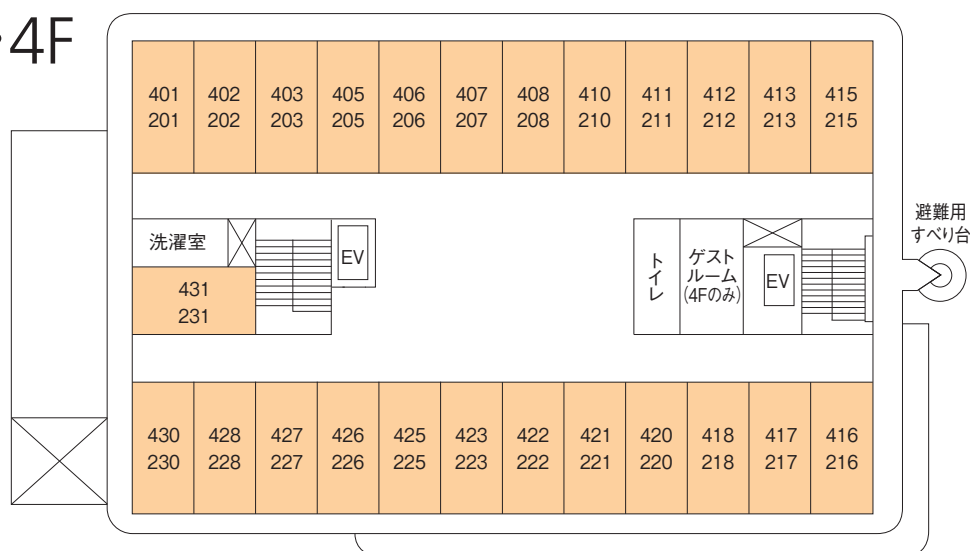 ・4F
401 402 403 405 406 407 408 410 411 412 413 415
201 202 203 205 206 207 208 210 211 212 213 215
避難用
すべり台
洗濯室
EV
431
231
トイレ
ゲスト
ルーム
(4Fのみ)
EV
430 428 427 426 425 423 422 421 420 418 417 416
230 228 227 226 225 223 222 221 220 218 217 216